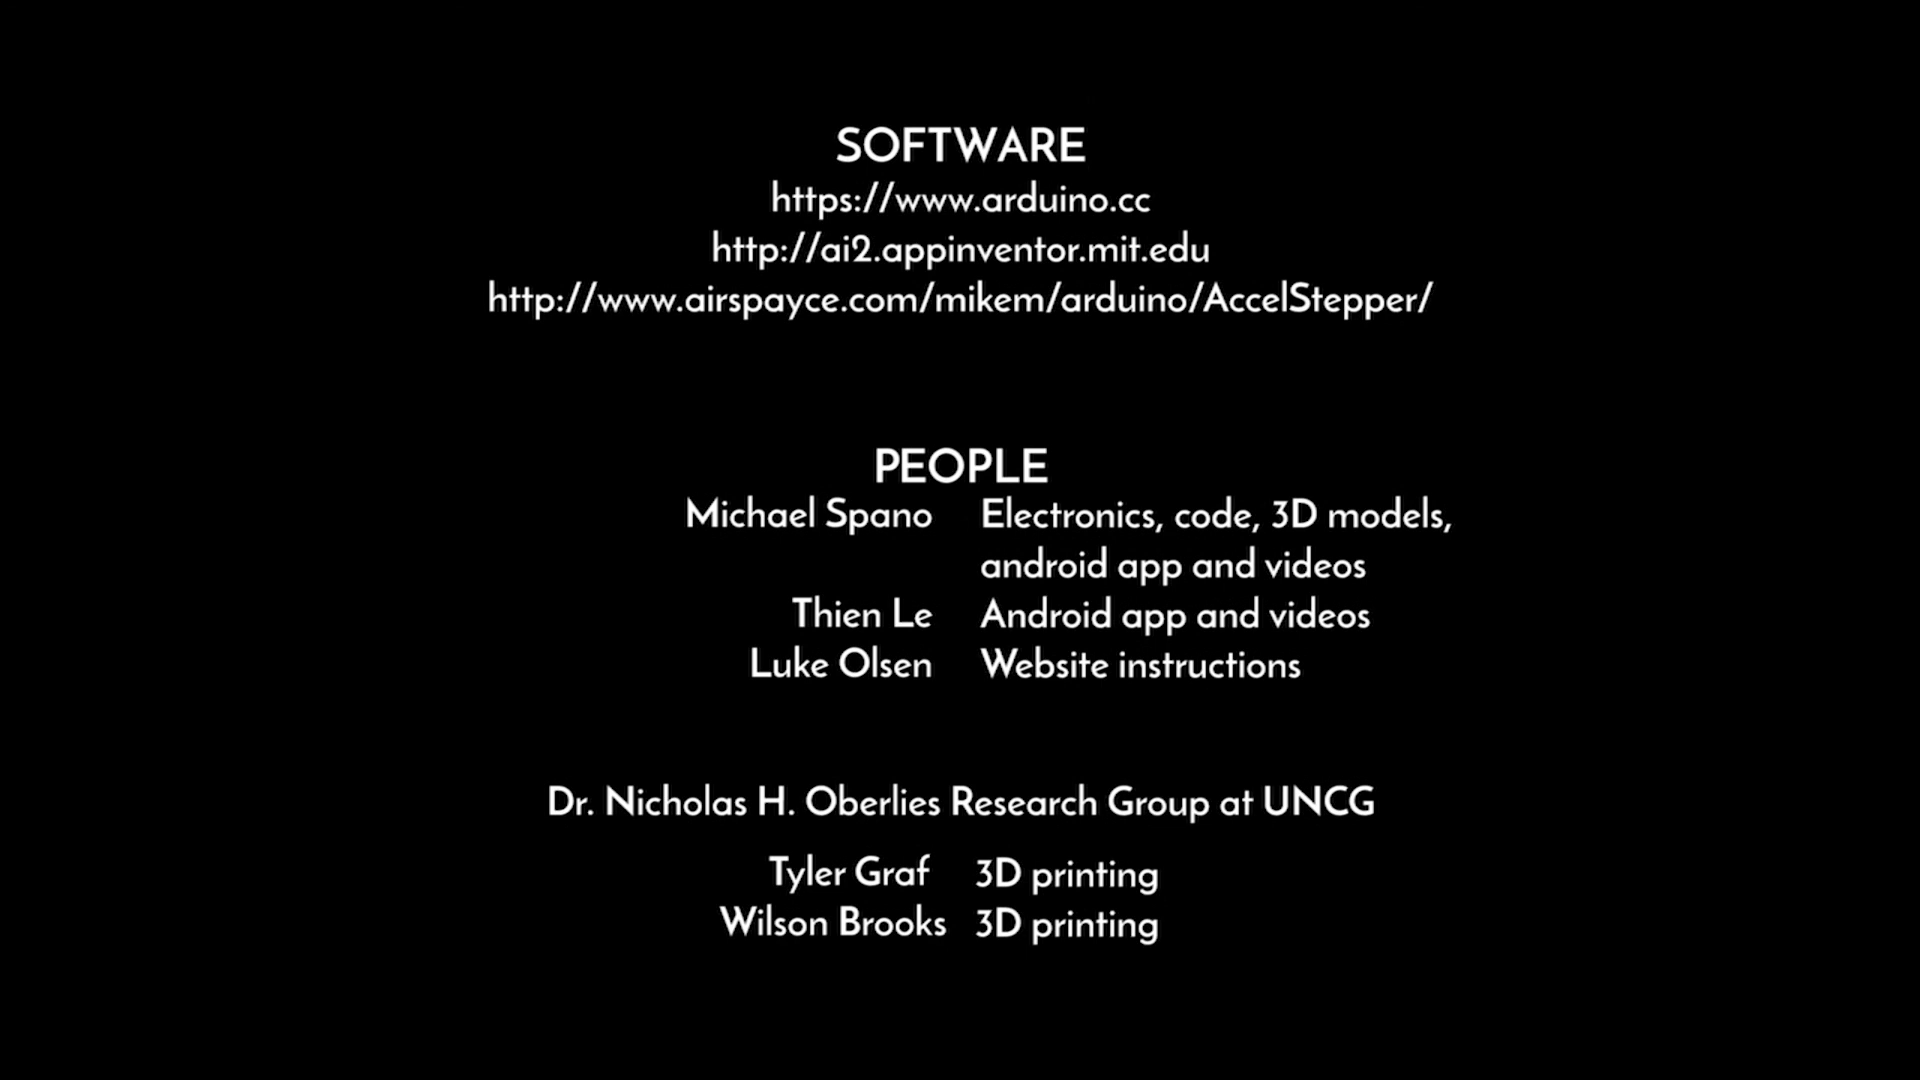 SOFTWARE
https://www.arduino.cc
http://ai2.appinventor.mit.edu
http://www.airspayce.com/mikem/arduino/AccelStepper/
PEOPLE
Michael Spano Electronics, code, 3D models,
android app and videos
Thien Le Android app and videos
Luke Olsen Website instructions
Dr. Nicholas H. Oberlies Research Group at UNCG
Tyler Graf 3D printing
Wilson Brooks 3D printing